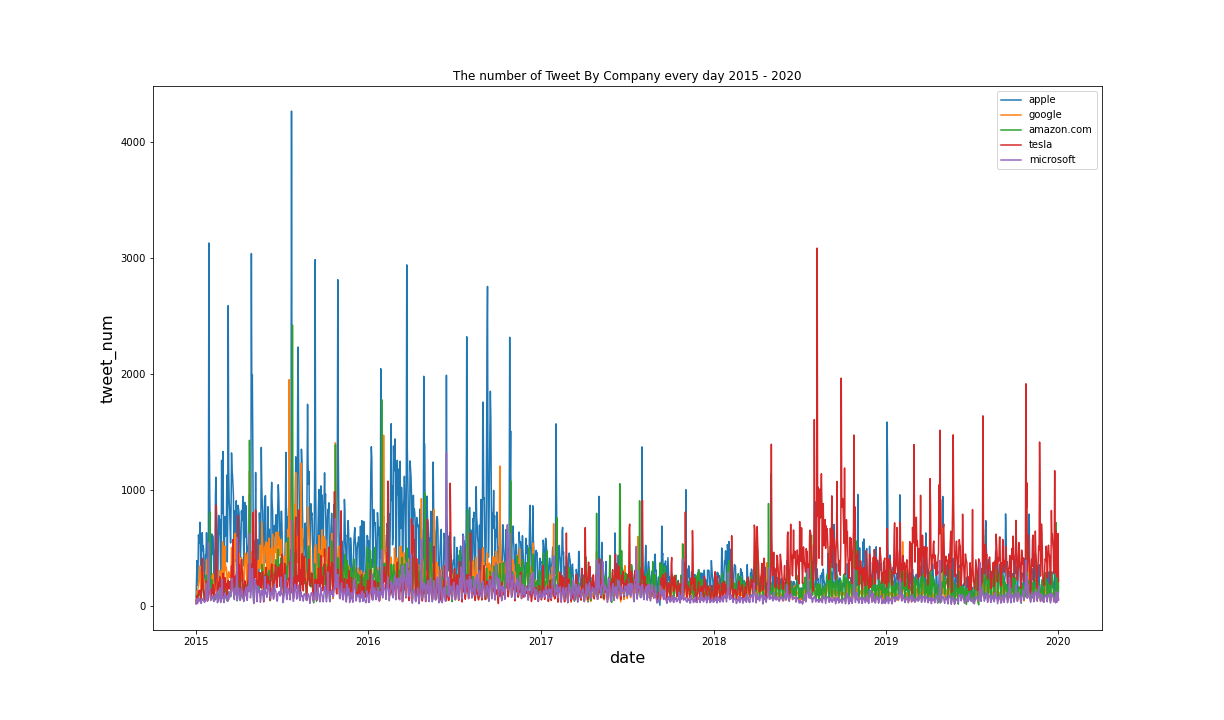 The number of Tweet By Company every day 2015 - 2020
apple
google
amazon.com
tesla
microsoft
4000
3000
2000
1000
0
tweet_num
2015 2016 2017 2018 2019 2020
date